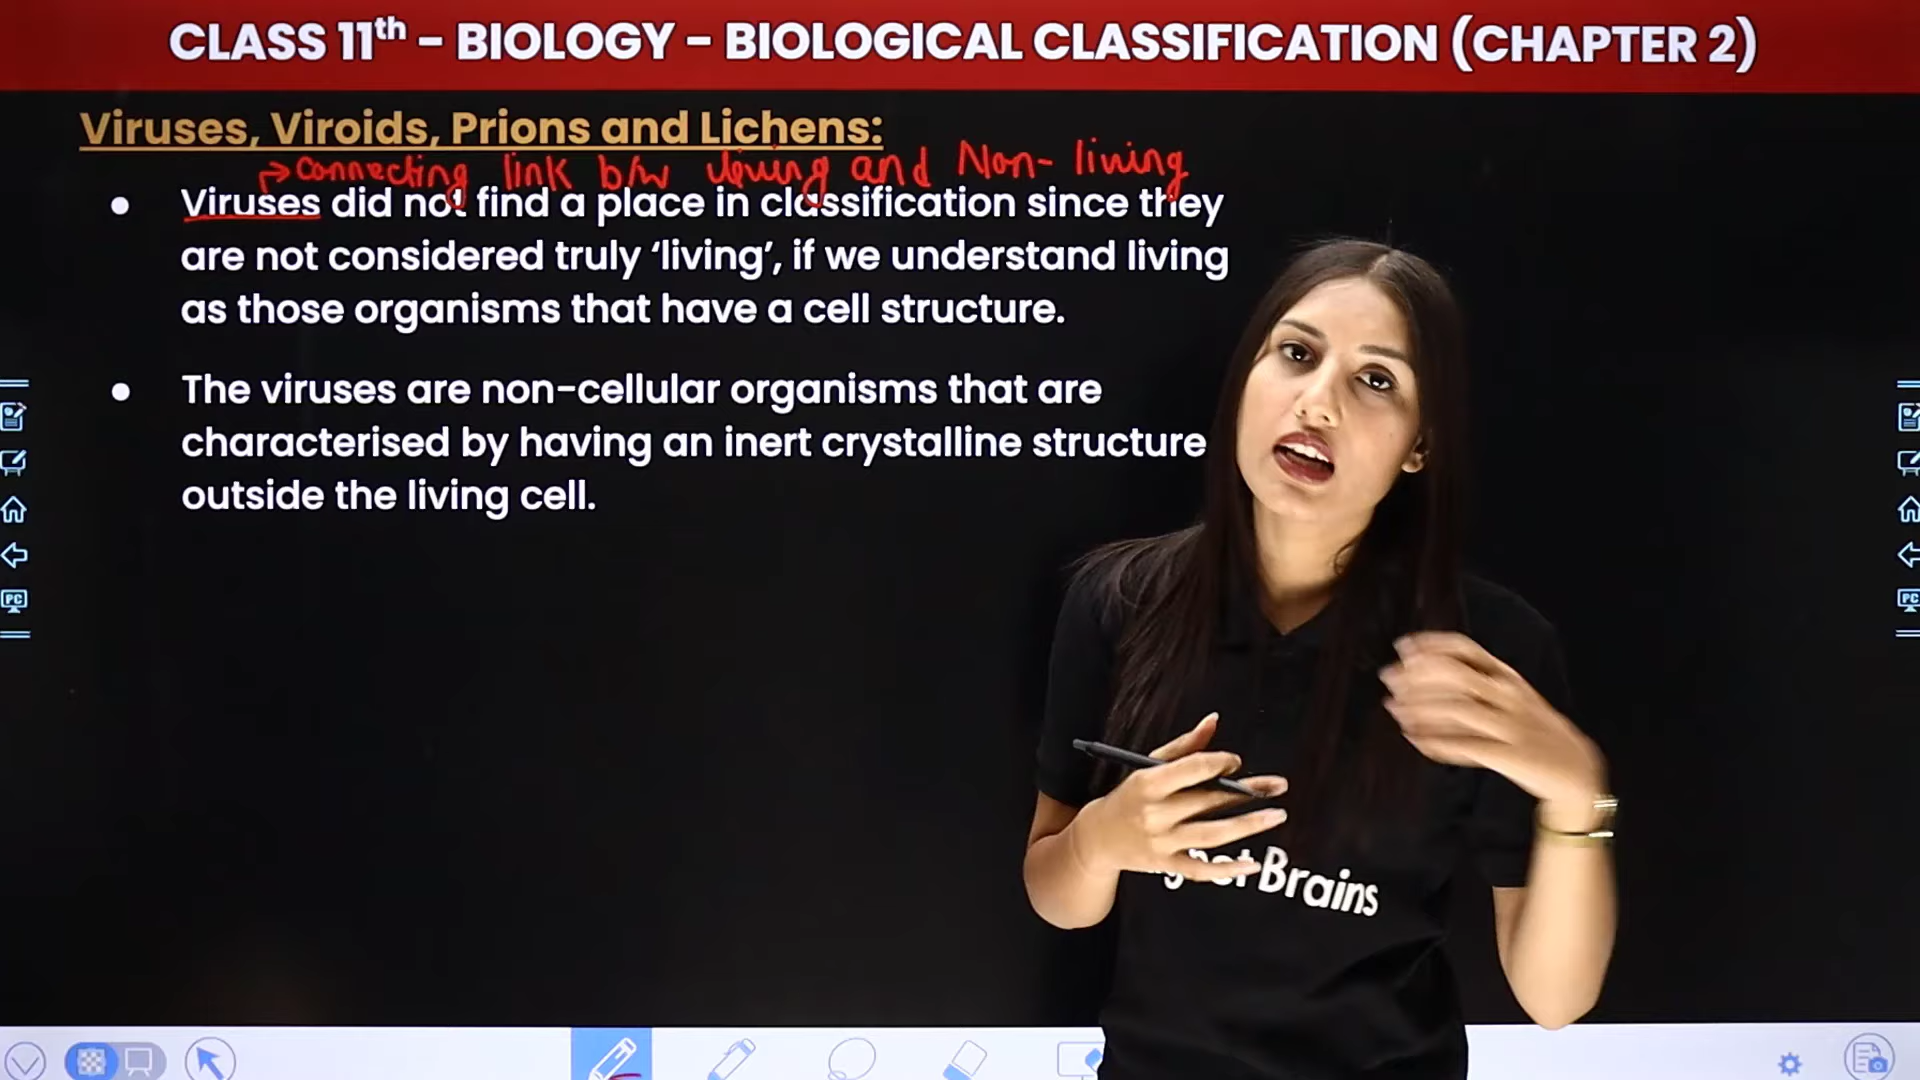 CLASS 11th – BIOLOGY – BIOLOGICAL CLASSIFICATION (CHAPTER 2)
Viruses, Viroids, Prions and Lichens:
→ connecting link b/w living and Non-living
• Viruses did not find a place in classification since they
are not considered truly ‘living’, if we understand living
as those organisms that have a cell structure.
• The viruses are non-cellular organisms that are
characterised by having an inert crystalline structure
outside the living cell.
PC
PC
Brains